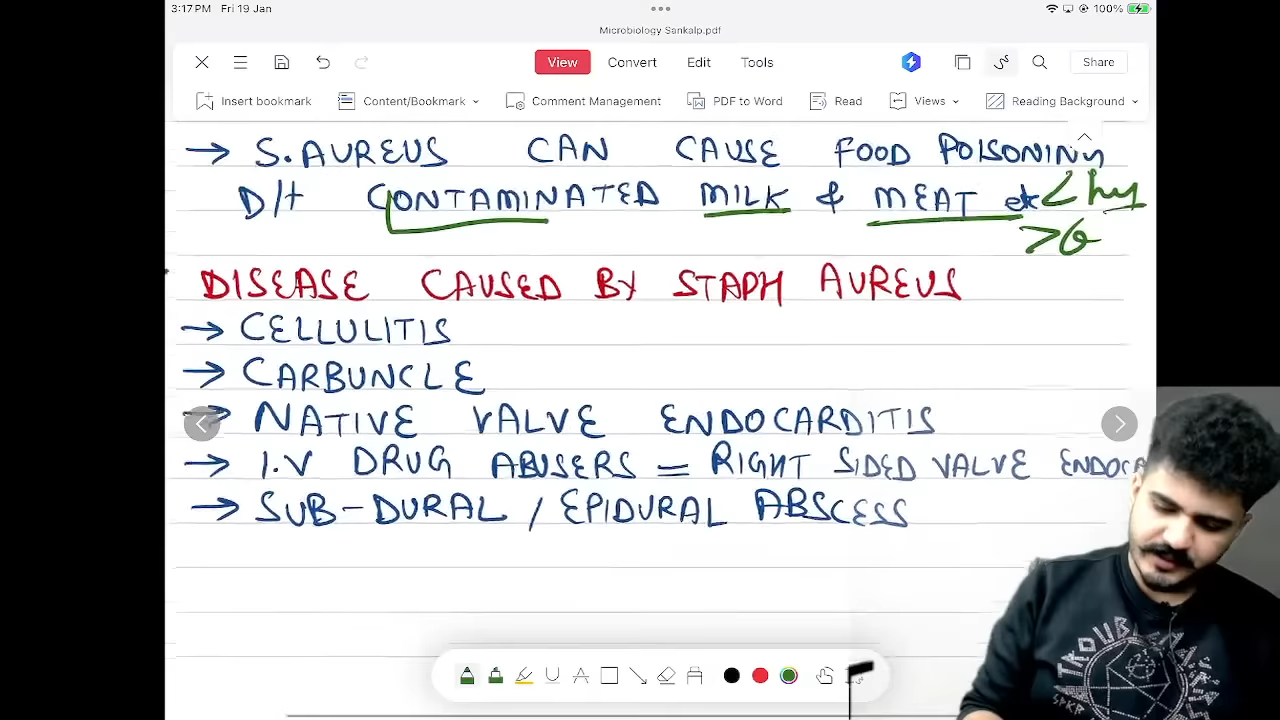 3:17 PM Fri 19 Jan
100%
Microbiology Sankalp.pdf
View Convert Edit Tools Share
Insert bookmark Content/Bookmark Comment Management PDF to Word Read Views Reading Background
→ S. AUREUS CAN CAUSE FOOD POISONING
D/t CONTAMINATED MILK & MEAT etc
DISEASE CAUSED BY STAPH AUREUS
→ CELLULITIS
→ CARBUNCLE
→ NATIVE VALVE ENDOCARDITIS
→ I.V DRUG ABUSERS = RIGHT SIDED VALVE
→ SUB-DURAL / EPIDURAL ABSCESS